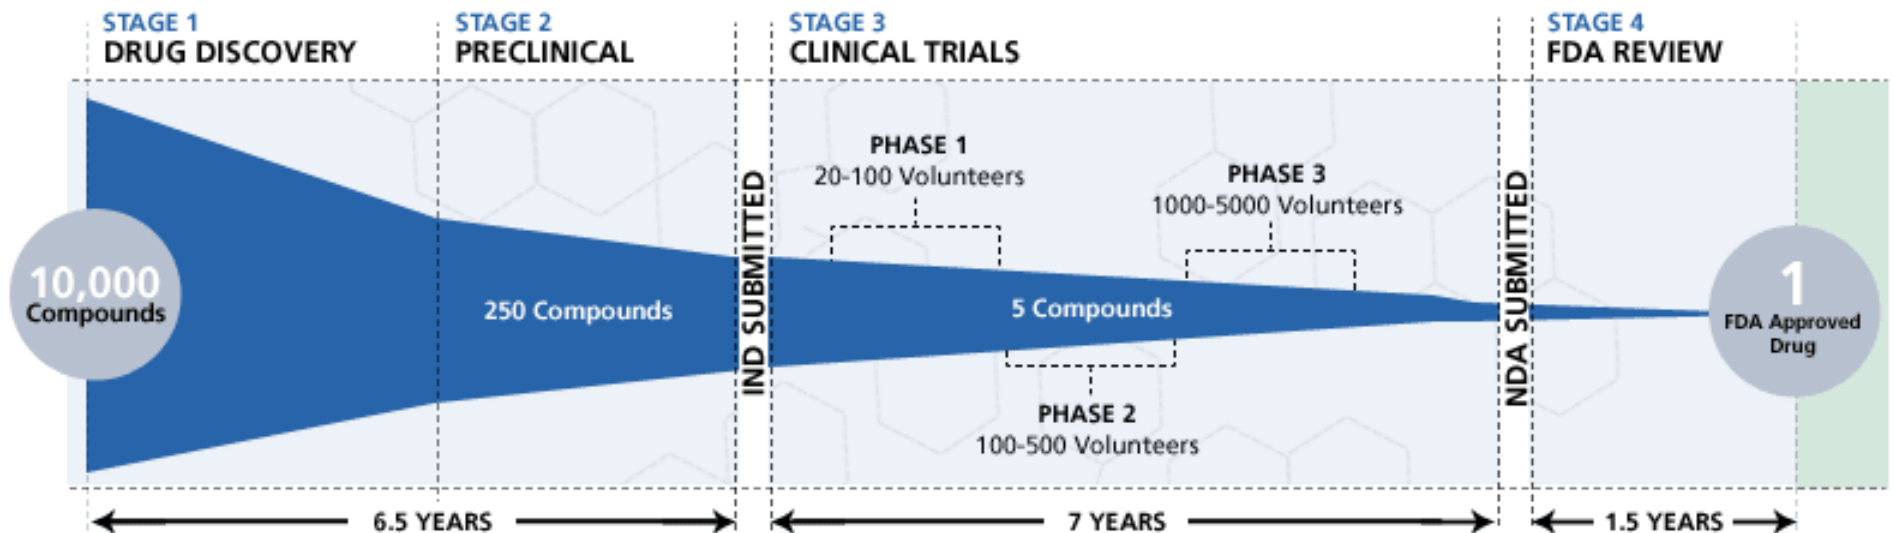 STAGE 1
DRUG DISCOVERY
STAGE 2
PRECLINICAL
STAGE 3
CLINICAL TRIALS
STAGE 4
FDA REVIEW
10,000
Compounds
250 Compounds
IND SUBMITTED
PHASE 1
20-100 Volunteers
5 Compounds
PHASE 2
100-500 Volunteers
PHASE 3
1000-5000 Volunteers
NDA SUBMITTED
1
FDA Approved
Drug
6.5 YEARS
7 YEARS
1.5 YEARS